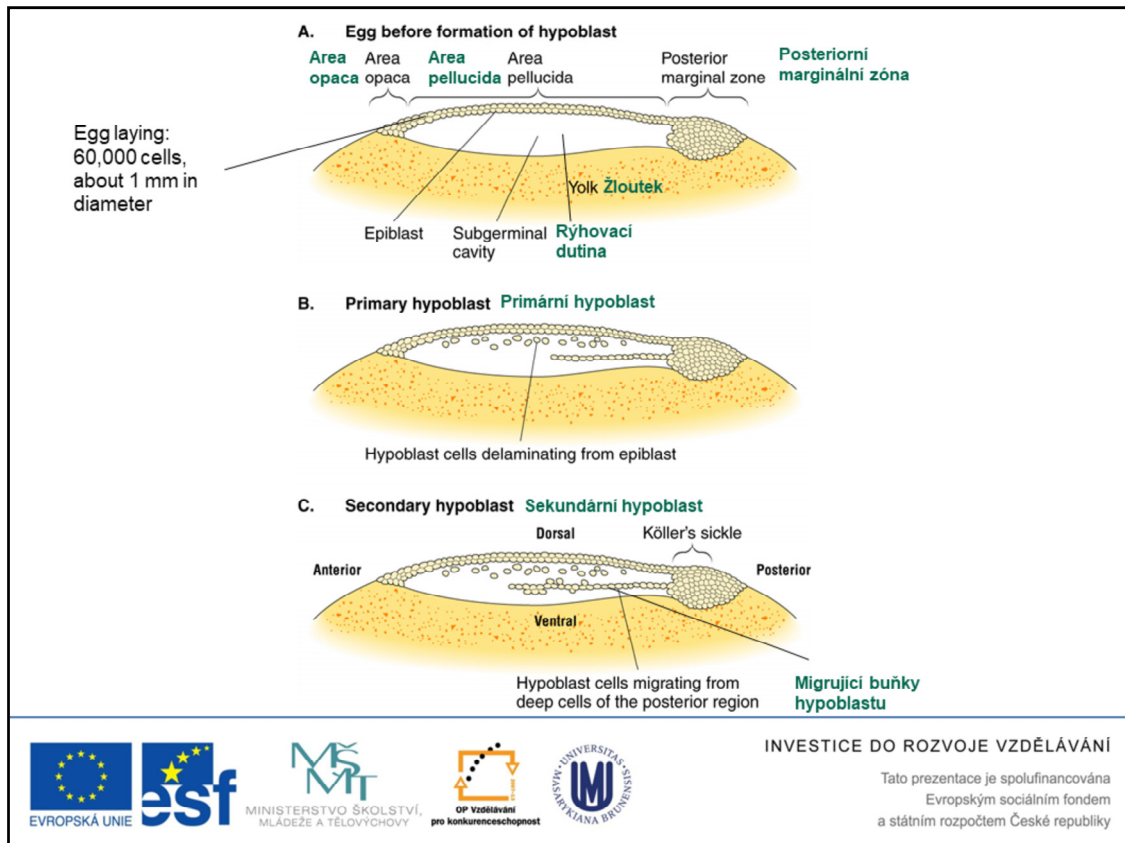 A. Egg before formation of hypoblast
Area
opaca
Area
opaca
Area
pellucida
Area
pellucida
Posterior
marginal zone
Posteriorní
marginální zóna
Egg laying:
60,000 cells,
about 1 mm in
diameter
Yolk Žloutek
Epiblast
Subgerminal
cavity
Rýhovací
dutina
B. Primary hypoblast Primární hypoblast
Hypoblast cells delaminating from epiblast
C. Secondary hypoblast Sekundární hypoblast
Dorsal
Köller's sickle
Anterior
Posterior
Ventral
Hypoblast cells migrating from
deep cells of the posterior region
Migrující buňky
hypoblastu
EVROPSKÁ UNIE
esf
MŠMT
MINISTERSTVO ŠKOLSTVÍ,
MLÁDEŽE A TĚLOVÝCHOVY
OP Vzdělávání
pro konkurenceschopnost
UNIVERSITAS MASARYKIANA BRUNENSIS
INVESTICE DO ROZVOJE VZDĚLÁVÁNÍ
Tato prezentace je spolufinancována
Evropským sociálním fondem
a státním rozpočtem České republiky